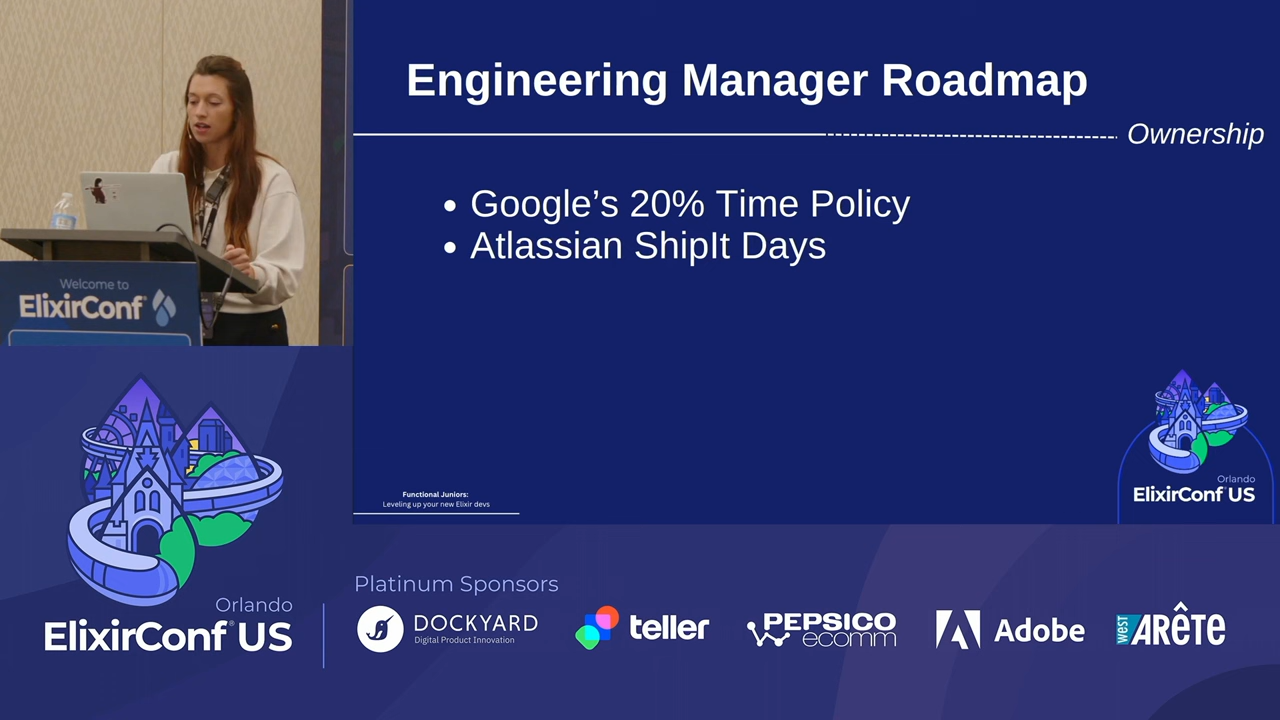 Engineering Manager Roadmap
Ownership
• Google’s 20% Time Policy
• Atlassian ShipIt Days
Functional Juniors:
Leveling up your new Elixir devs
Orlando
ElixirConf US
Welcome to
ElixirConf
Orlando
ElixirConf® US
Platinum Sponsors
DOCKYARD
Digital Product Innovation
teller
PEPSICO
ecomm
Adobe
west ARÊTE